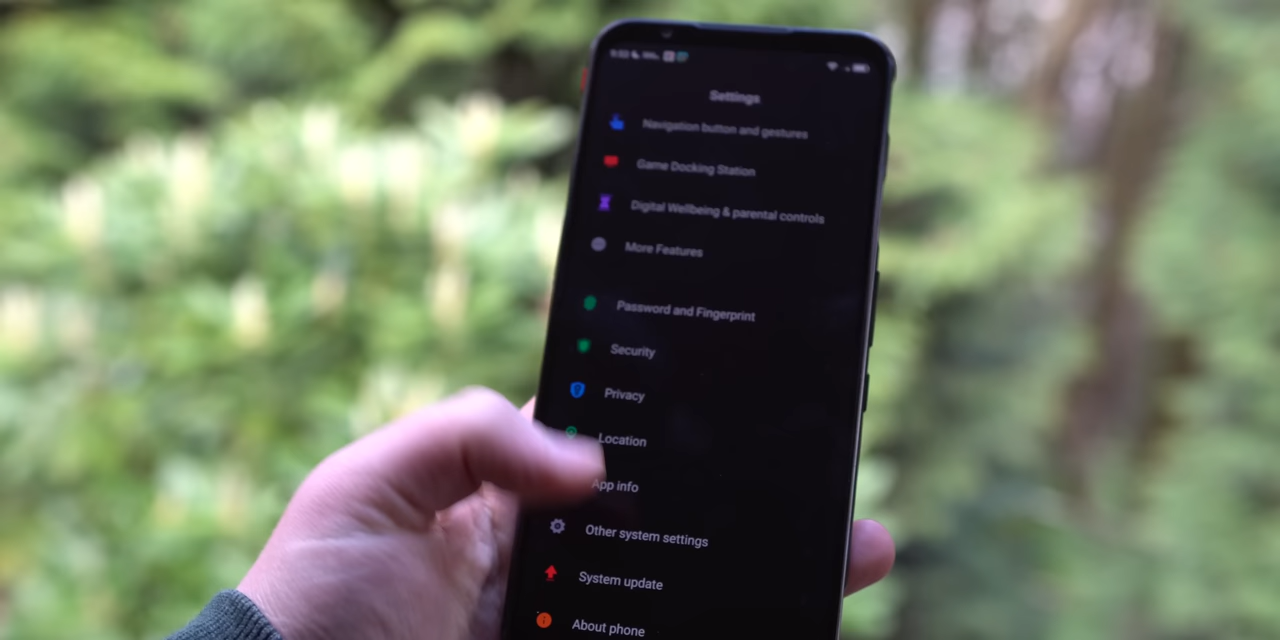 Settings
Navigation button and gestures
Game Docking Station
Digital Wellbeing & parental controls
More Features
Password and Fingerprint
Security
Privacy
Location
App info
Other system settings
System update
About phone